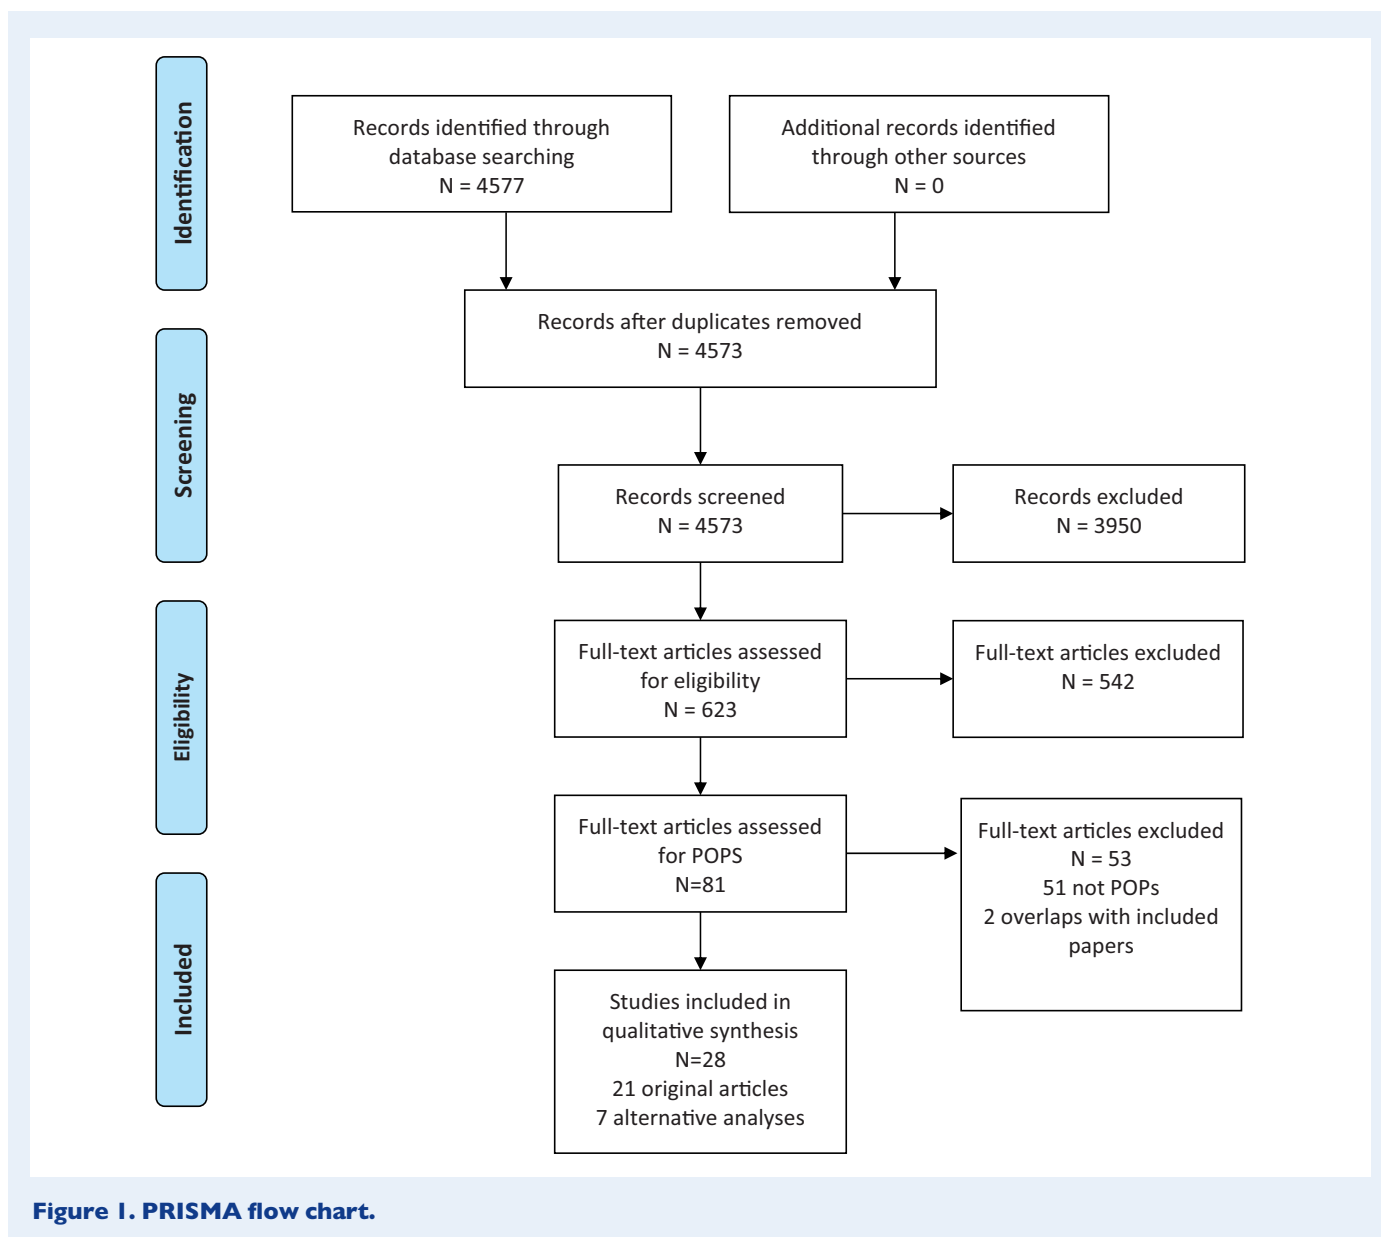 Identification
Records identified through
database searching
N = 4577
Additional records identified
through other sources
N = 0
Records after duplicates removed
N = 4573
Screening
Records screened
N = 4573
Records excluded
N = 3950
Eligibility
Full-text articles assessed
for eligibility
N = 623
Full-text articles excluded
N = 542
Full-text articles assessed
for POPS
N=81
Full-text articles excluded
N = 53
51 not POPs
2 overlaps with included
papers
Included
Studies included in
qualitative synthesis
N=28
21 original articles
7 alternative analyses
Figure 1. PRISMA flow chart.